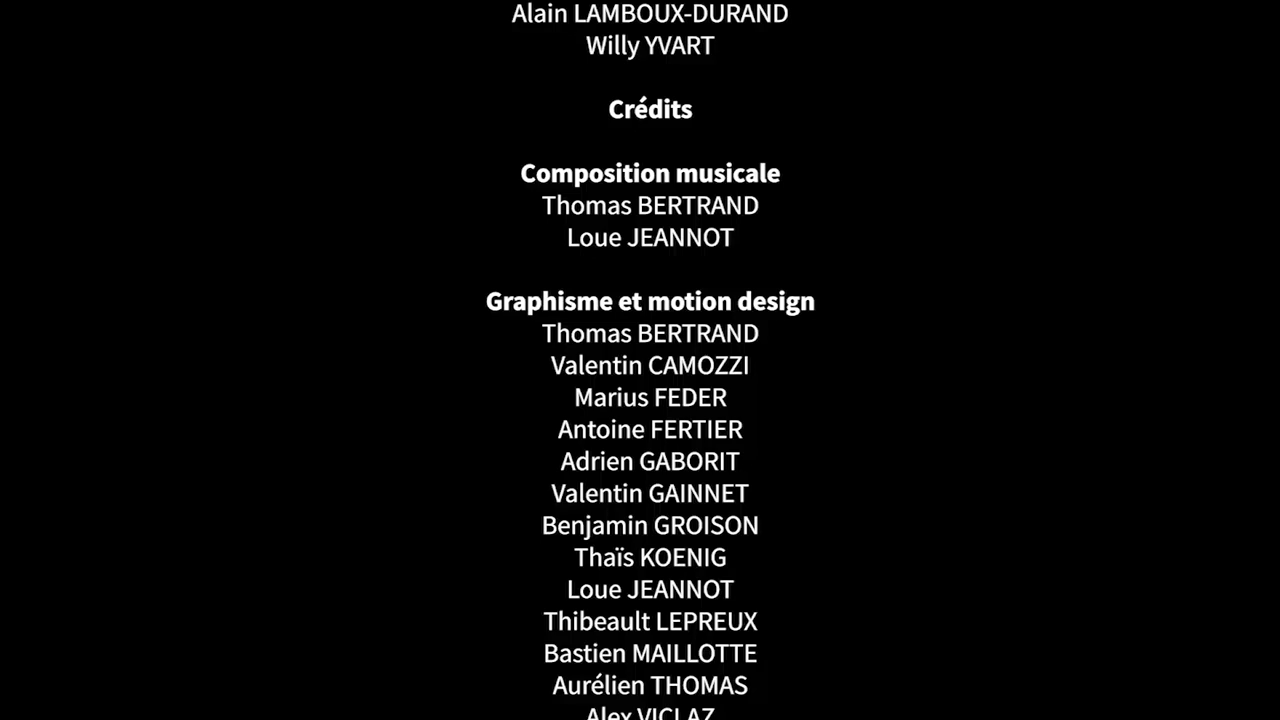 Alain LAMBOUX-DURAND
Willy YVART
Crédits
Composition musicale
Thomas BERTRAND
Loue JEANNOT
Graphisme et motion design
Thomas BERTRAND
Valentin CAMOZZI
Marius FEDER
Antoine FERTIER
Adrien GABORIT
Valentin GAINNET
Benjamin GROISON
Thaïs KOENIG
Loue JEANNOT
Thibeault LEPREUX
Bastien MAILLOTTE
Aurélien THOMAS
Alex VICLAZ